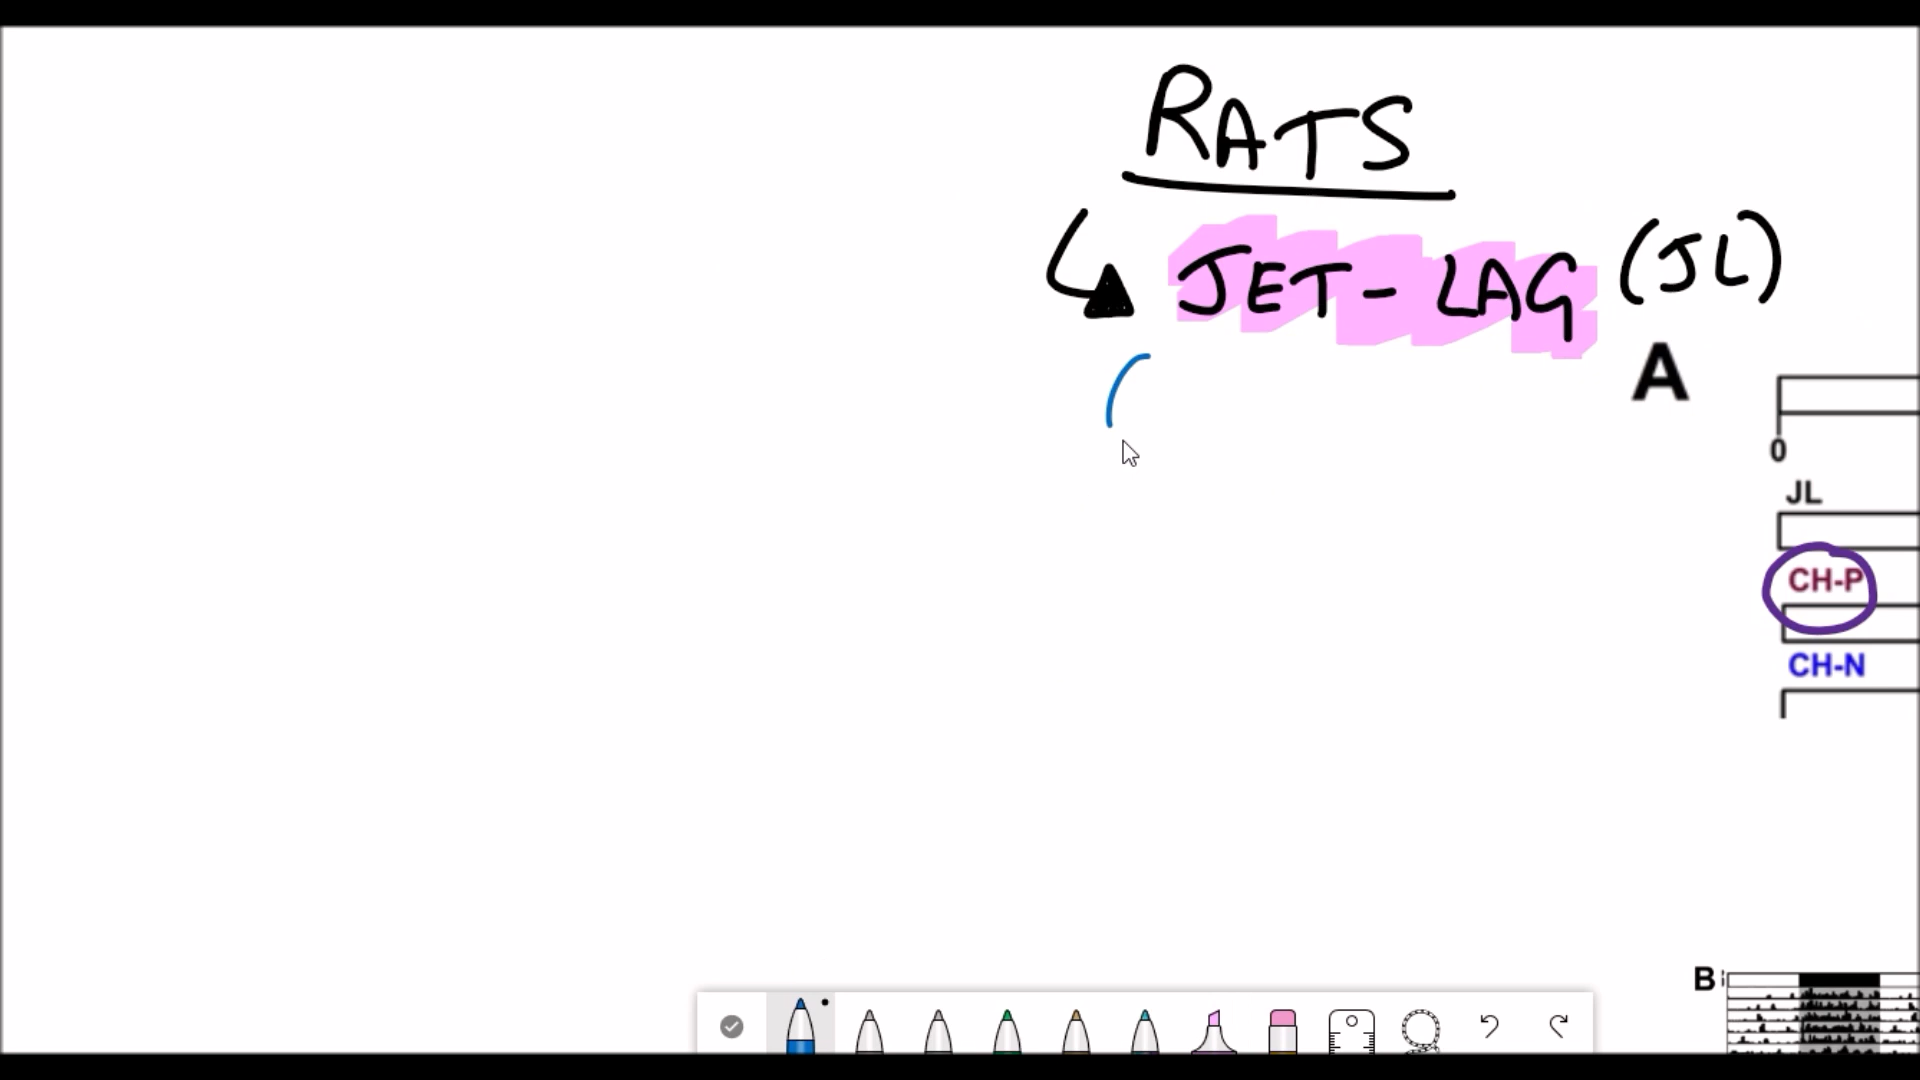 RATS
JET-LAG (JL)
A
0
JL
CH-P
CH-N
B i